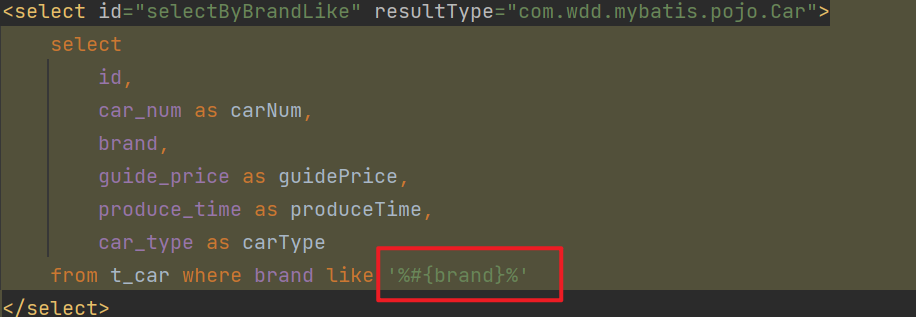 <select id="selectByBrandLike" resultType="com.wdd.mybatis.pojo.Car">
select
id,
car_num as carNum,
brand,
guide_price as guidePrice,
produce_time as produceTime,
car_type as carType
from t_car where brand like '%#{brand}%'
</select>